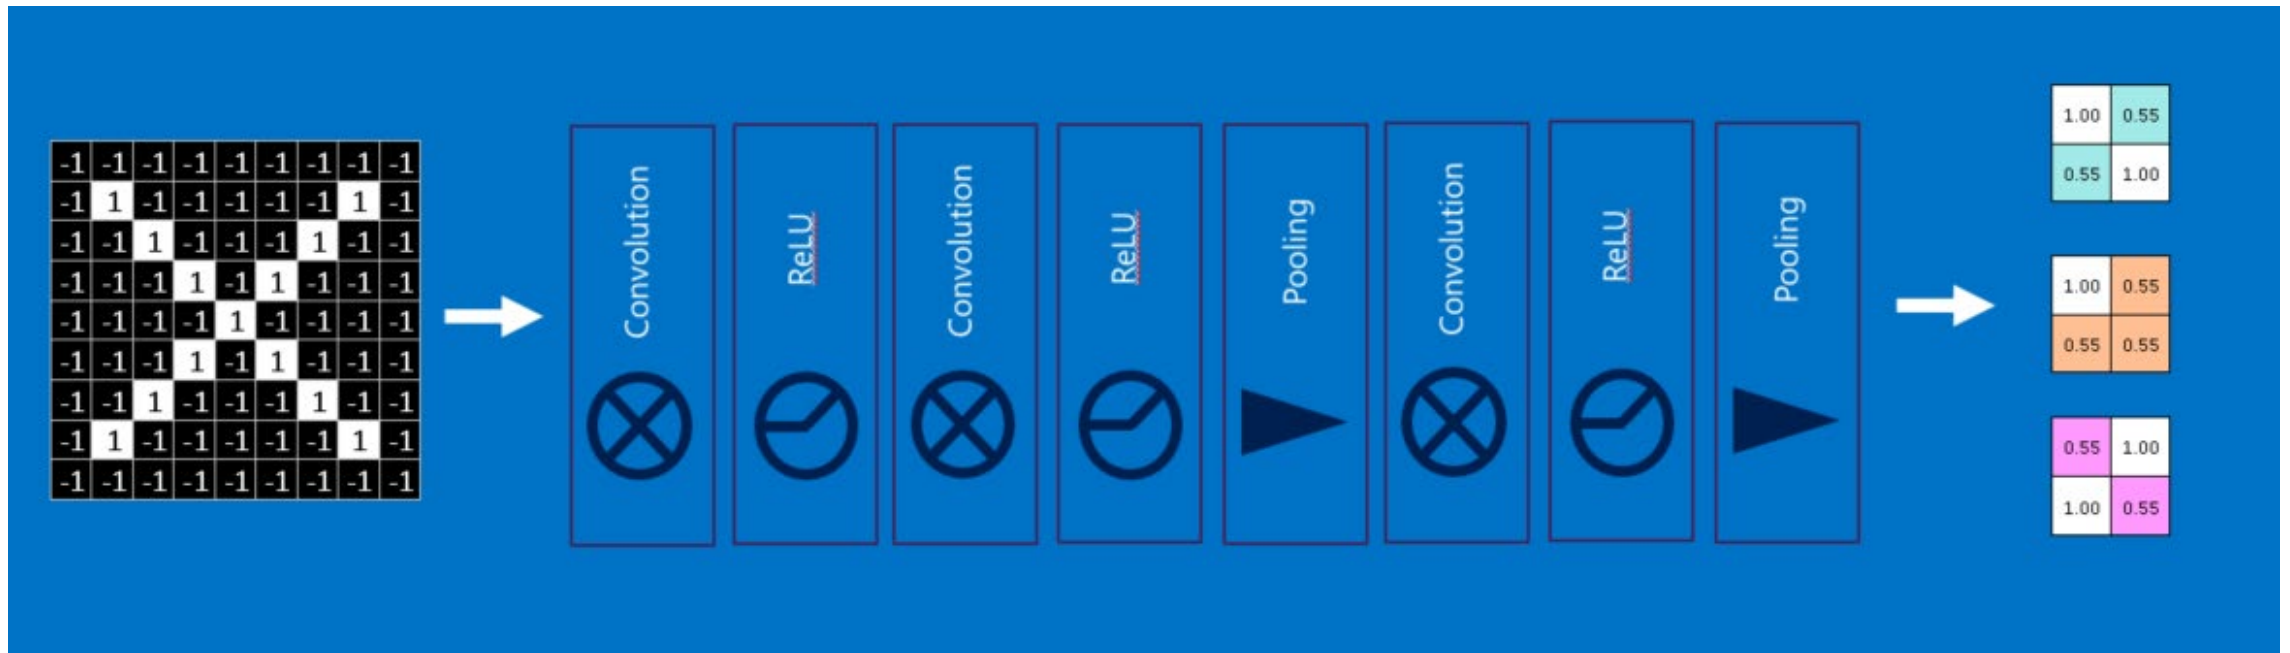 -1 -1 -1 -1 -1 -1 -1 -1 -1
-1 1 -1 -1 -1 -1 -1 1 -1
-1 -1 1 -1 -1 -1 1 -1 -1
-1 -1 -1 1 -1 1 -1 -1 -1
-1 -1 -1 -1 1 -1 -1 -1 -1
-1 -1 -1 1 -1 1 -1 -1 -1
-1 -1 1 -1 -1 -1 1 -1 -1
-1 1 -1 -1 -1 -1 -1 1 -1
-1 -1 -1 -1 -1 -1 -1 -1 -1
Convolution
ReLU
Convolution
ReLU
Pooling
Convolution
ReLU
Pooling
1.00 0.55
0.55 1.00
1.00 0.55
0.55 0.55
0.55 1.00
1.00 0.55